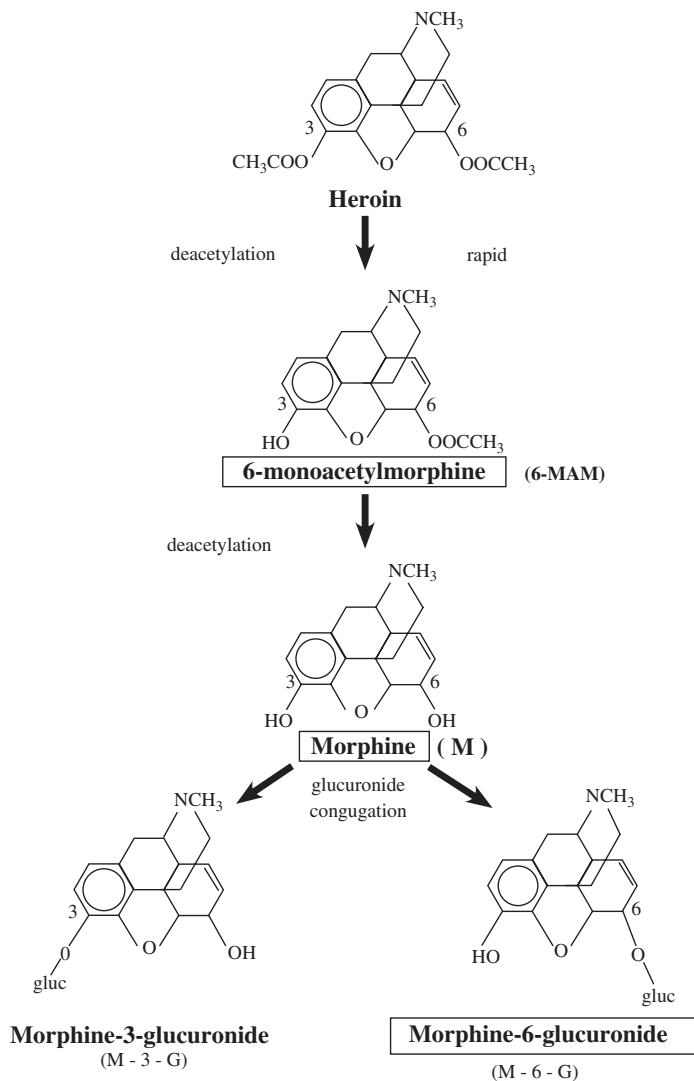 NCH3
3
6
CH3COO
O
OOCCH3
Heroin
deacetylation rapid
NCH3
3
6
HO
O
OOCCH3
6-monoacetylmorphine (6-MAM)
deacetylation
NCH3
3
6
HO
O
OH
Morphine ( M )
glucuronide
congugation
NCH3
3
0
O
OH
gluc
Morphine-3-glucuronide
(M - 3 - G)
NCH3
6
HO
O
O
gluc
Morphine-6-glucuronide
(M - 6 - G)